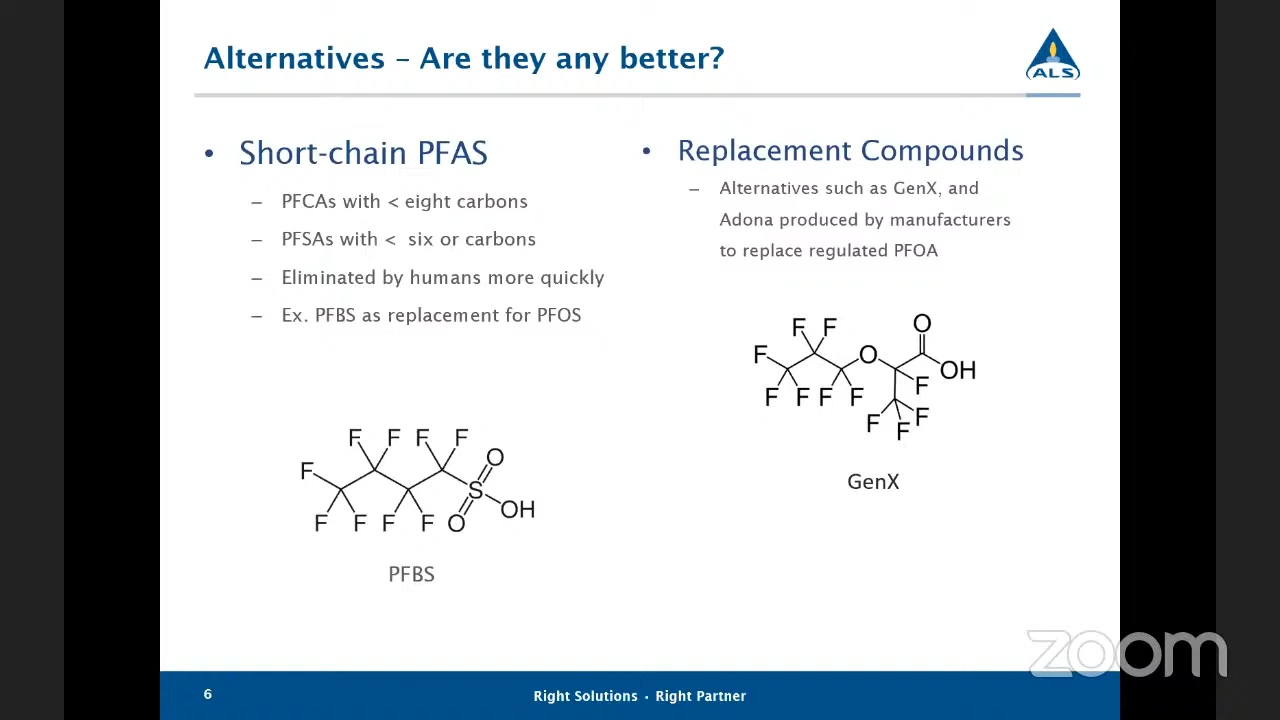 Alternatives – Are they any better?
ALS
• Short-chain PFAS
– PFCAs with < eight carbons
– PFSAs with <  six or carbons
– Eliminated by humans more quickly
– Ex. PFBS as replacement for PFOS
F F F F
F O
S
OH
F F F F O
PFBS
• Replacement Compounds
– Alternatives such as GenX, and
Adona produced by manufacturers
to replace regulated PFOA
F F O
F O OH
F
F F F F F F
F
GenX
zoom
6
Right Solutions · Right Partner